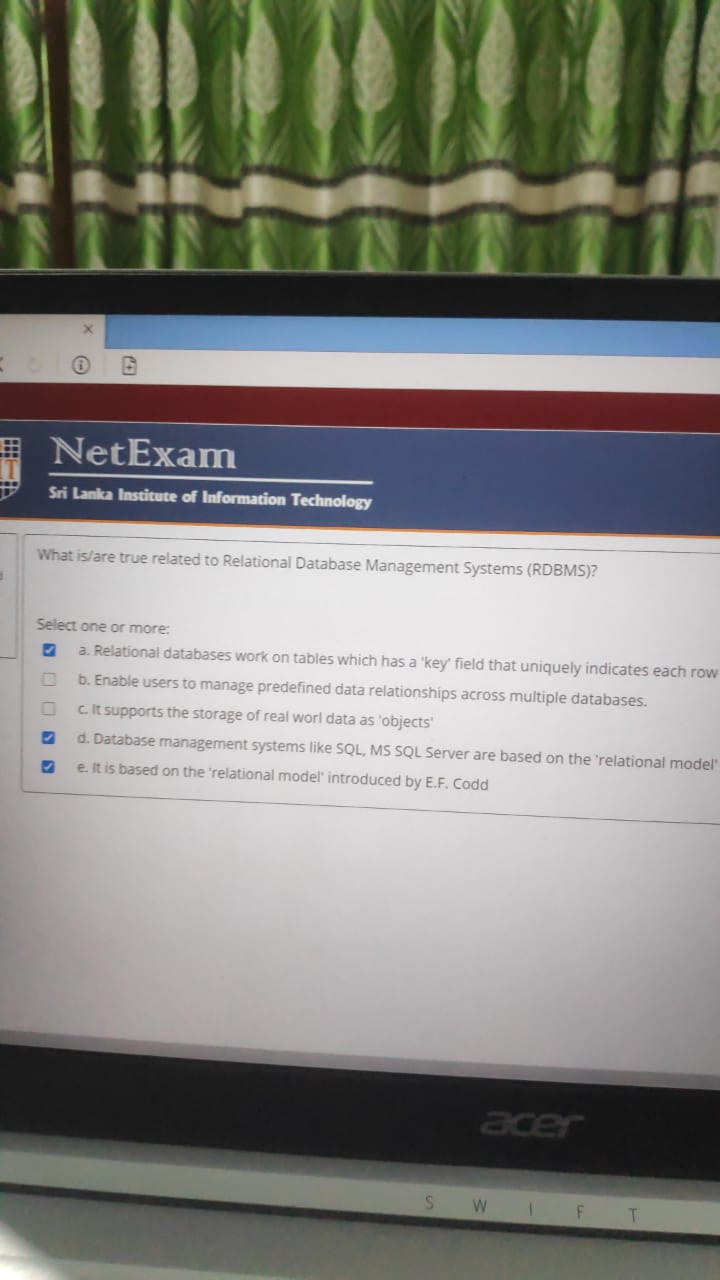 NetExam
Sri Lanka Institute of Information Technology
What is/are true related to Relational Database Management Systems (RDBMS)?
Select one or more:
a. Relational databases work on tables which has a 'key' field that uniquely indicates each row
b. Enable users to manage predefined data relationships across multiple databases.
c. It supports the storage of real worl data as 'objects'
d. Database management systems like SQL, MS SQL Server are based on the 'relational model'
e. It is based on the 'relational model' introduced by E.F. Codd
acer
SWIFT